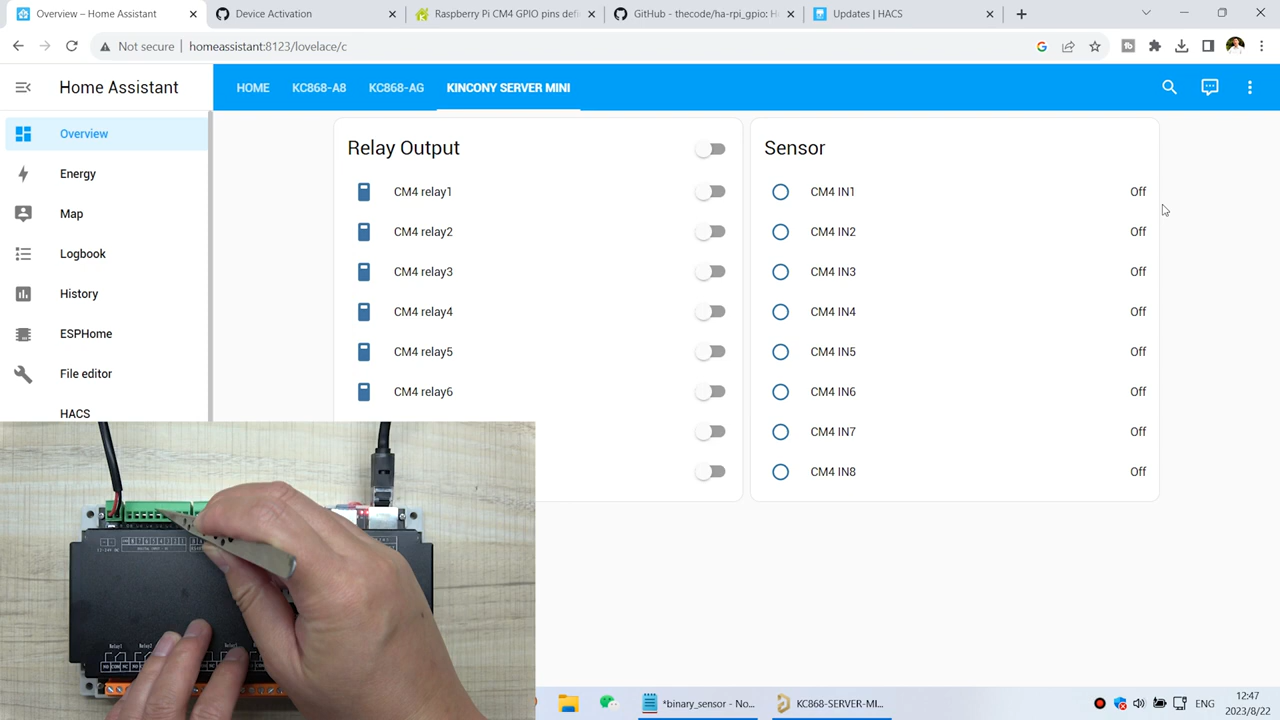 Overview – Home Assistant
Device Activation
Raspberry Pi CM4 GPIO pins defi
GitHub - thecode/ha-rpi_gpio: H
Updates | HACS
Not secure
homeassistant:8123/lovelace/c
Home Assistant
HOME
KC868-A8
KC868-AG
KINCONY SERVER MINI
Overview
Energy
Map
Logbook
History
ESPHome
File editor
HACS
Relay Output
CM4 relay1
CM4 relay2
CM4 relay3
CM4 relay4
CM4 relay5
CM4 relay6
Sensor
CM4 IN1 Off
CM4 IN2 Off
CM4 IN3 Off
CM4 IN4 Off
CM4 IN5 Off
CM4 IN6 Off
CM4 IN7 Off
CM4 IN8 Off
Relay1
Relay2
*binary_sensor - No...
KC868-SERVER-MI...
ENG
12:47
2023/8/22